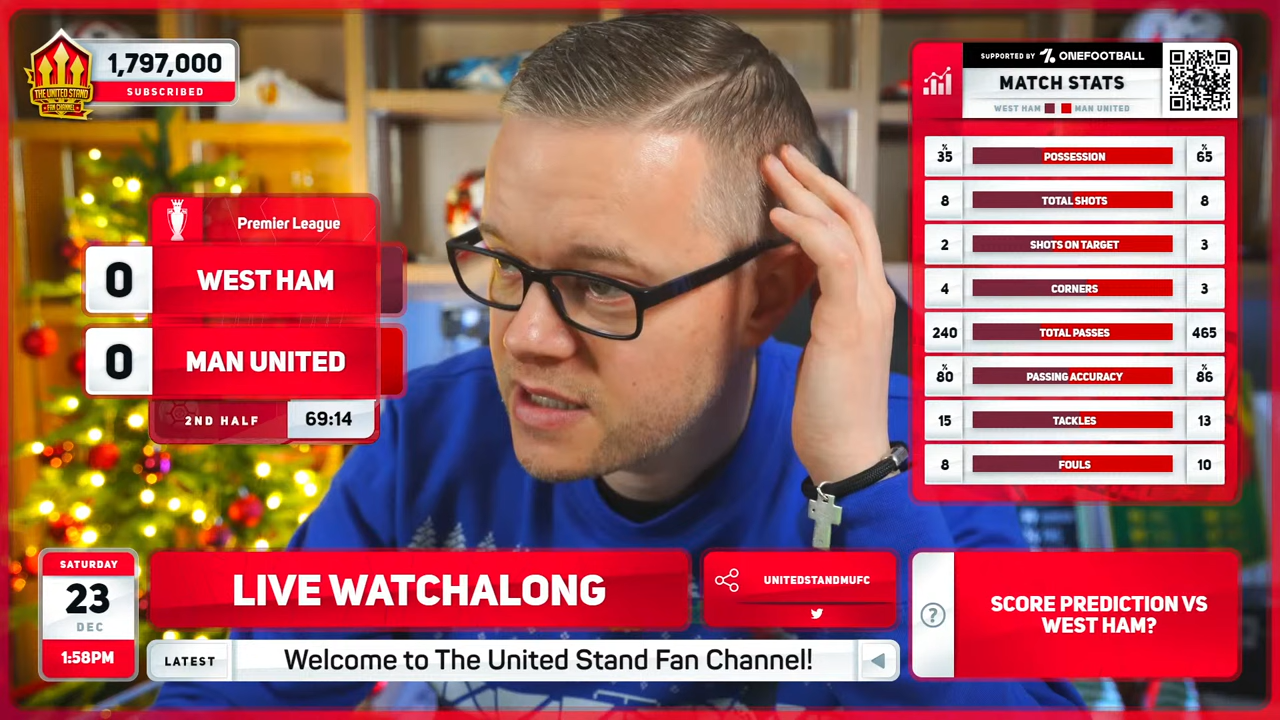 THE UNITED STAND
FAN CHANNEL
1,797,000
SUBSCRIBED
Premier League
0 WEST HAM
0 MAN UNITED
2ND HALF 69:14
SUPPORTED BY ONEFOOTBALL
MATCH STATS
WEST HAM MAN UNITED
% 35 POSSESSION % 65
8 TOTAL SHOTS 8
2 SHOTS ON TARGET 3
4 CORNERS 3
240 TOTAL PASSES 465
% 80 PASSING ACCURACY % 86
15 TACKLES 13
8 FOULS 10
SATURDAY
23
DEC
1:58PM
LIVE WATCHALONG
UNITEDSTANDMUFC
LATEST Welcome to The United Stand Fan Channel!
? SCORE PREDICTION VS
WEST HAM?